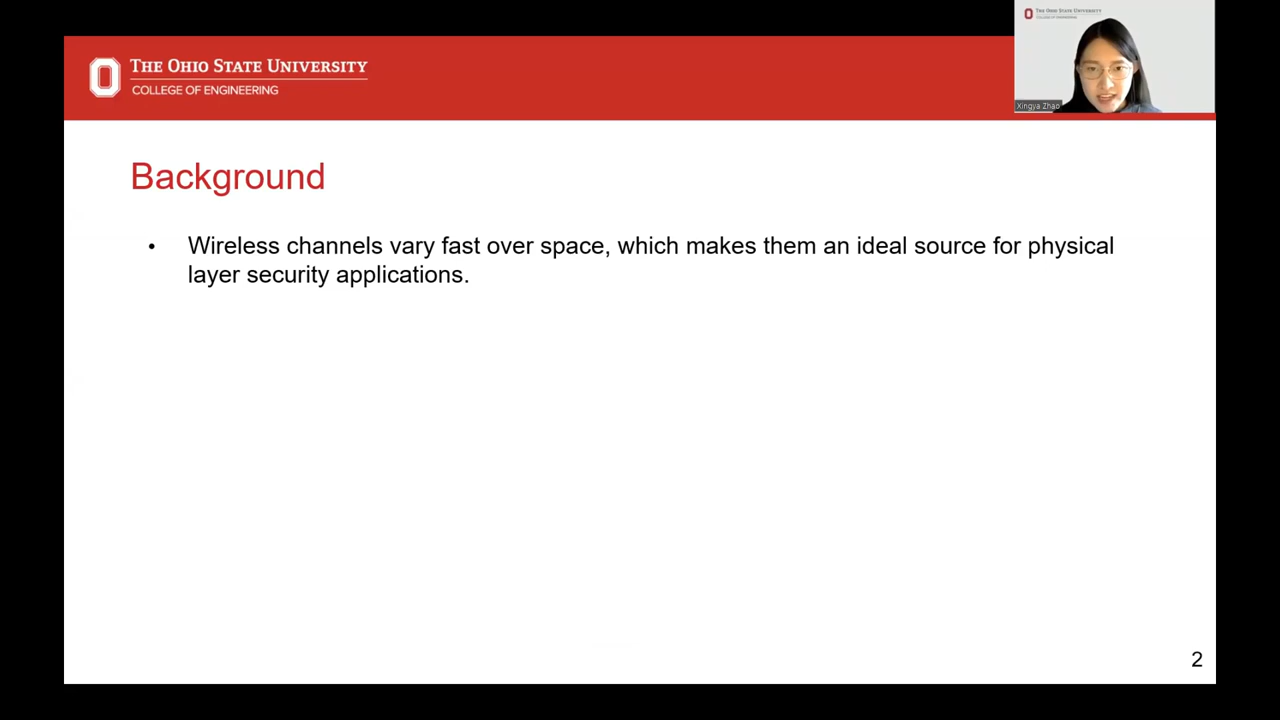 THE OHIO STATE UNIVERSITY
COLLEGE OF ENGINEERING
THE OHIO STATE UNIVERSITY
COLLEGE OF ENGINEERING
Xingya Zhao
Background
• Wireless channels vary fast over space, which makes them an ideal source for physical
layer security applications.
2